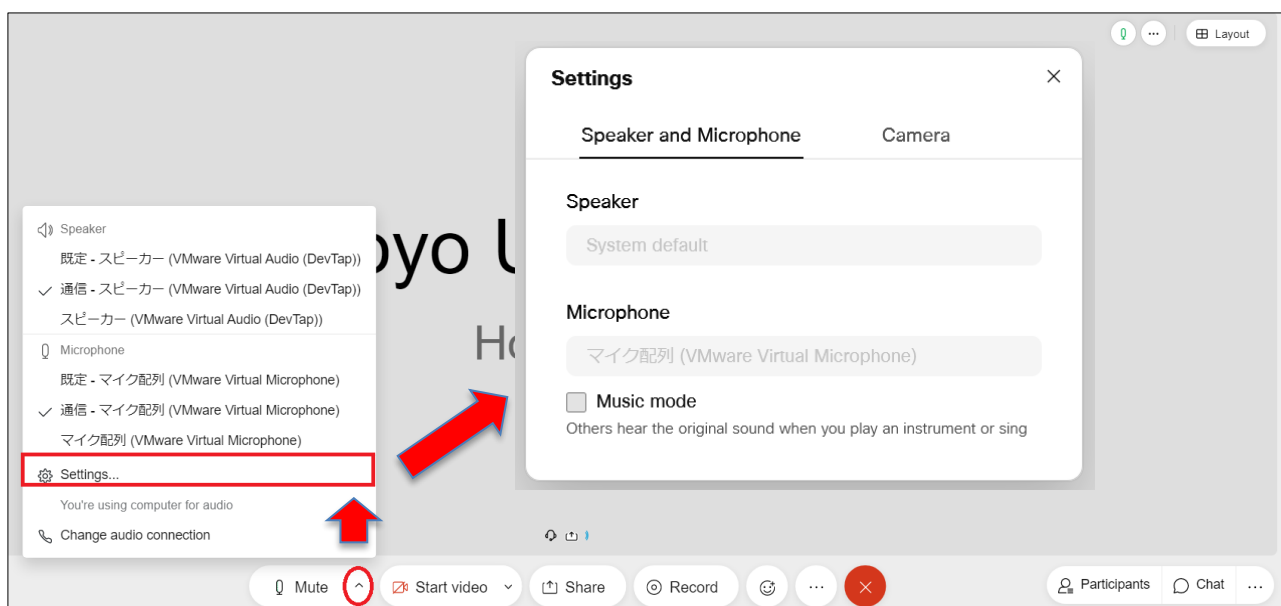 Layout
Settings
Speaker and Microphone Camera
Speaker
System default
Microphone
マイク配列 (VMware Virtual Microphone)
Music mode
Others hear the original sound when you play an instrument or sing
oyo U
Ho
Speaker
既定 - スピーカー (VMware Virtual Audio (DevTap))
通信 - スピーカー (VMware Virtual Audio (DevTap))
スピーカー (VMware Virtual Audio (DevTap))
Microphone
既定 - マイク配列 (VMware Virtual Microphone)
通信 - マイク配列 (VMware Virtual Microphone)
マイク配列 (VMware Virtual Microphone)
Settings...
You're using computer for audio
Change audio connection
Mute Start video Share Record Participants Chat